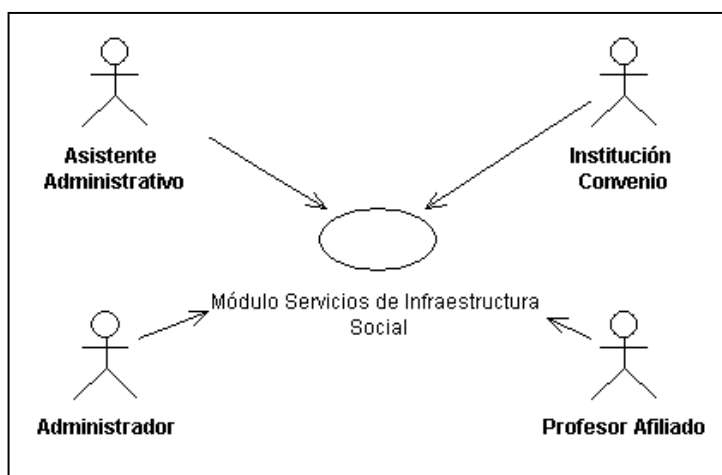 Asistente
Administrativo
Institución
Convenio
Módulo Servicios de Infraestructura
Social
Administrador
Profesor Afiliado